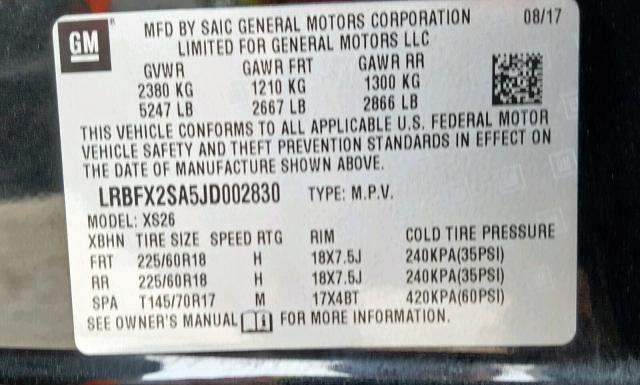 GM
MFD BY SAIC GENERAL MOTORS CORPORATION 08/17
LIMITED FOR GENERAL MOTORS LLC
GVWR GAWR FRT GAWR RR
2380 KG 1210 KG 1300 KG
5247 LB 2667 LB 2866 LB
THIS VEHICLE CONFORMS TO ALL APPLICABLE U.S. FEDERAL MOTOR
VEHICLE SAFETY AND THEFT PREVENTION STANDARDS IN EFFECT ON
THE DATE OF MANUFACTURE SHOWN ABOVE.
LRBFX2SA5JD002830 TYPE: M.P.V.
MODEL: XS26
XBHN TIRE SIZE SPEED RTG RIM COLD TIRE PRESSURE
FRT 225/60R18 H 18X7.5J 240KPA(35PSI)
RR 225/60R18 H 18X7.5J 240KPA(35PSI)
SPA T145/70R17 M 17X4BT 420KPA(60PSI)
SEE OWNER'S MANUAL FOR MORE INFORMATION.